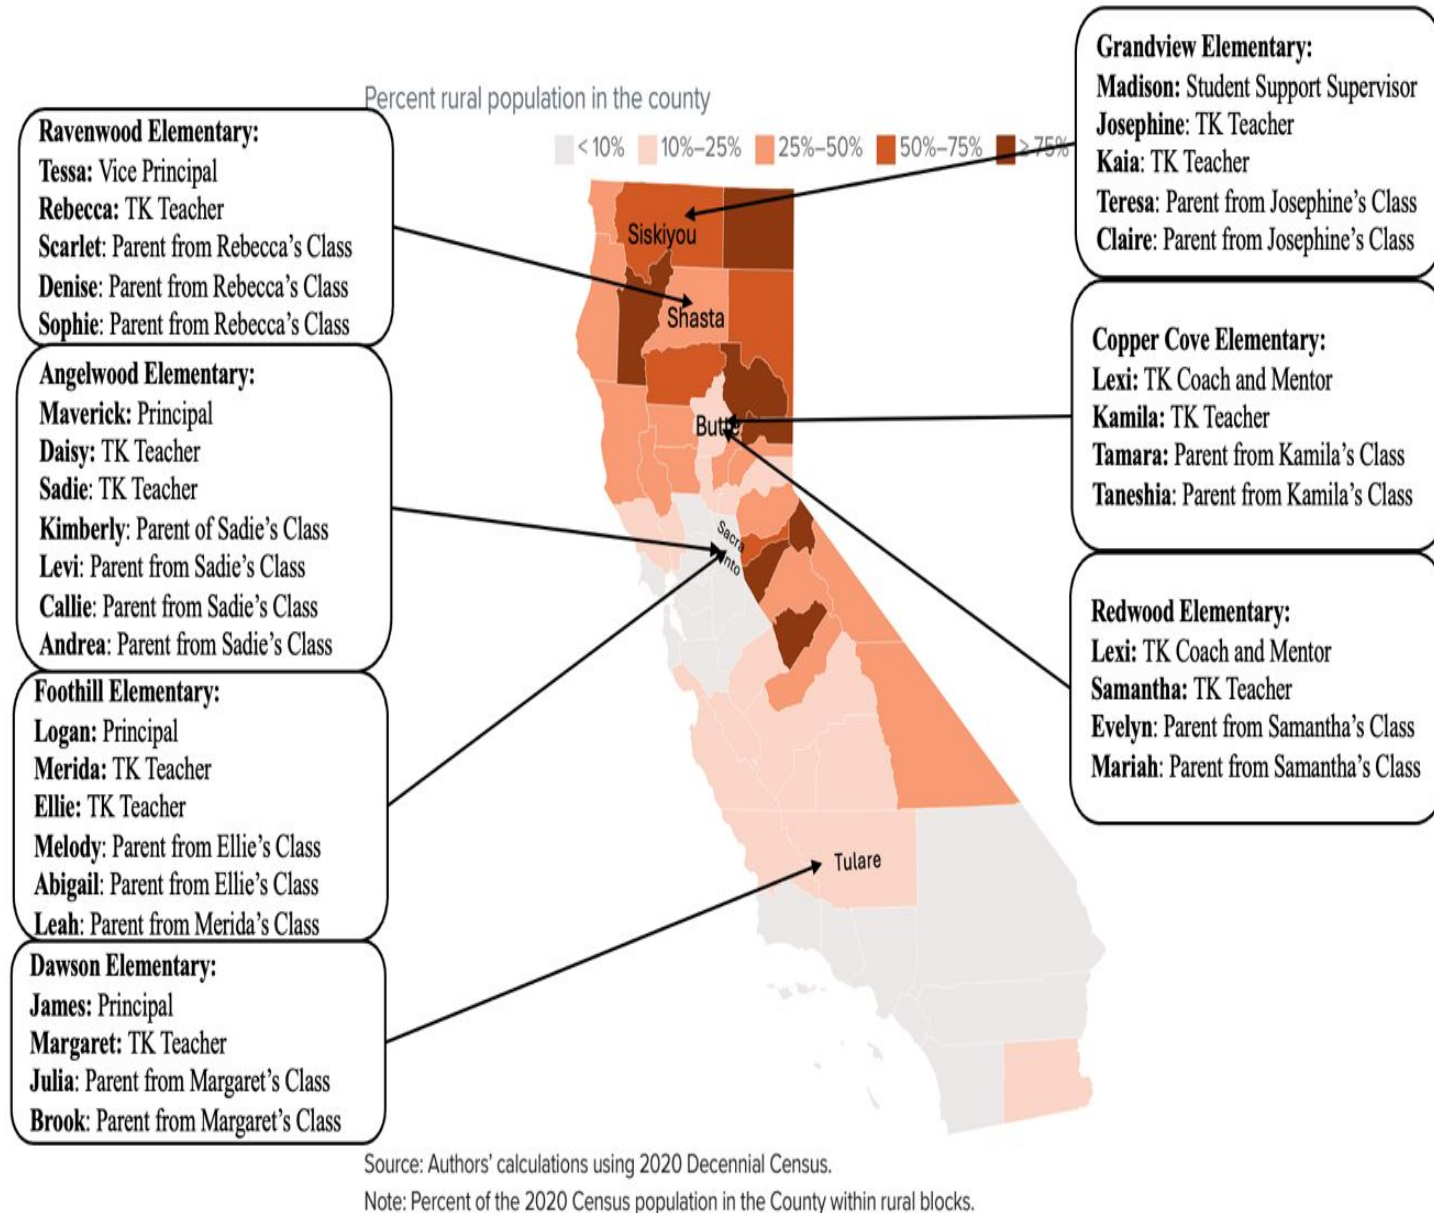 Percent rural population in the county
< 10% 10%–25% 25%–50% 50%–75% > 75%
Ravenwood Elementary:
Tessa: Vice Principal
Rebecca: TK Teacher
Scarlet: Parent from Rebecca’s Class
Denise: Parent from Rebecca’s Class
Sophie: Parent from Rebecca’s Class
Angelwood Elementary:
Maverick: Principal
Daisy: TK Teacher
Sadie: TK Teacher
Kimberly: Parent of Sadie’s Class
Levi: Parent from Sadie’s Class
Callie: Parent from Sadie’s Class
Andrea: Parent from Sadie’s Class
Foothill Elementary:
Logan: Principal
Merida: TK Teacher
Ellie: TK Teacher
Melody: Parent from Ellie’s Class
Abigail: Parent from Ellie’s Class
Leah: Parent from Merida’s Class
Dawson Elementary:
James: Principal
Margaret: TK Teacher
Julia: Parent from Margaret’s Class
Brook: Parent from Margaret’s Class
Siskiyou
Shasta
Butte
Sacra
nto
Tulare
Grandview Elementary:
Madison: Student Support Supervisor
Josephine: TK Teacher
Kaia: TK Teacher
Teresa: Parent from Josephine’s Class
Claire: Parent from Josephine’s Class
Copper Cove Elementary:
Lexi: TK Coach and Mentor
Kamila: TK Teacher
Tamara: Parent from Kamila’s Class
Taneshia: Parent from Kamila’s Class
Redwood Elementary:
Lexi: TK Coach and Mentor
Samantha: TK Teacher
Evelyn: Parent from Samantha’s Class
Mariah: Parent from Samantha’s Class
Source: Authors’ calculations using 2020 Decennial Census.
Note: Percent of the 2020 Census population in the County within rural blocks.